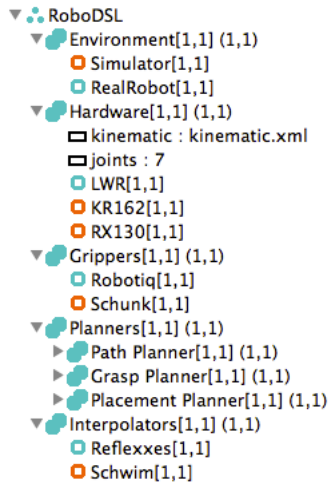 RoboDSL
Environment[1,1] (1,1)
Simulator[1,1]
RealRobot[1,1]
Hardware[1,1] (1,1)
kinematic : kinematic.xml
joints : 7
LWR[1,1]
KR162[1,1]
RX130[1,1]
Grippers[1,1] (1,1)
Robotiq[1,1]
Schunk[1,1]
Planners[1,1] (1,1)
Path Planner[1,1] (1,1)
Grasp Planner[1,1] (1,1)
Placement Planner[1,1] (1,1)
Interpolators[1,1] (1,1)
Reflexxes[1,1]
Schwim[1,1]